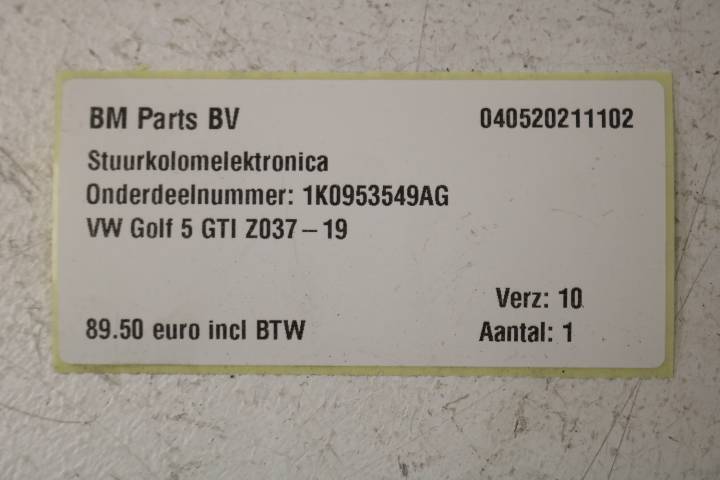 BM Parts BV 040520211102
Stuurkolomelektronica
Onderdeelnummer: 1K0953549AG
VW Golf 5 GTI Z037-19
Verz: 10
89.50 euro incl BTW Aantal: 1